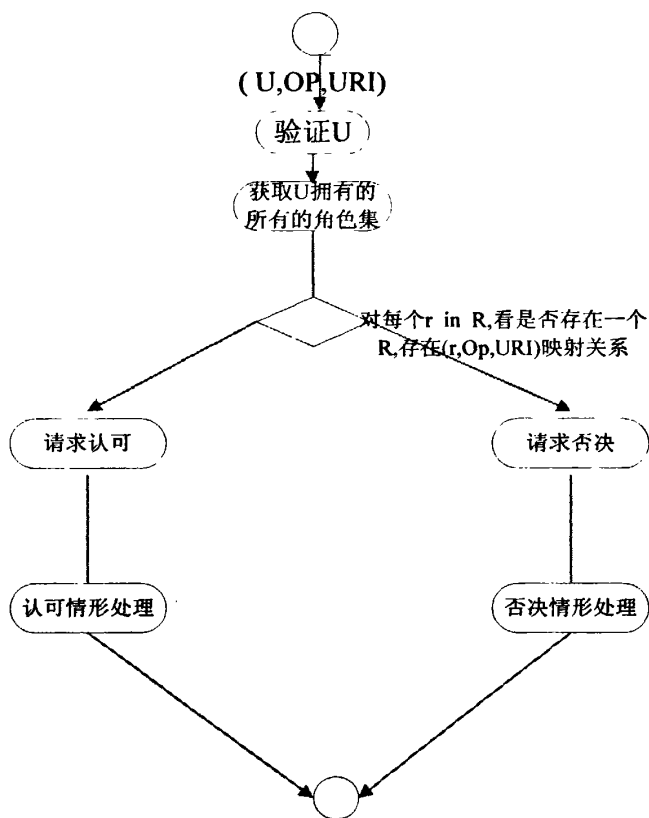 ( U,OP,URI)
验证U
获取U拥有的
所有的角色集
对每个r in R,看是否存在一个
R,存在(r,Op,URI)映射关系
请求认可
请求否决
认可情形处理
否决情形处理